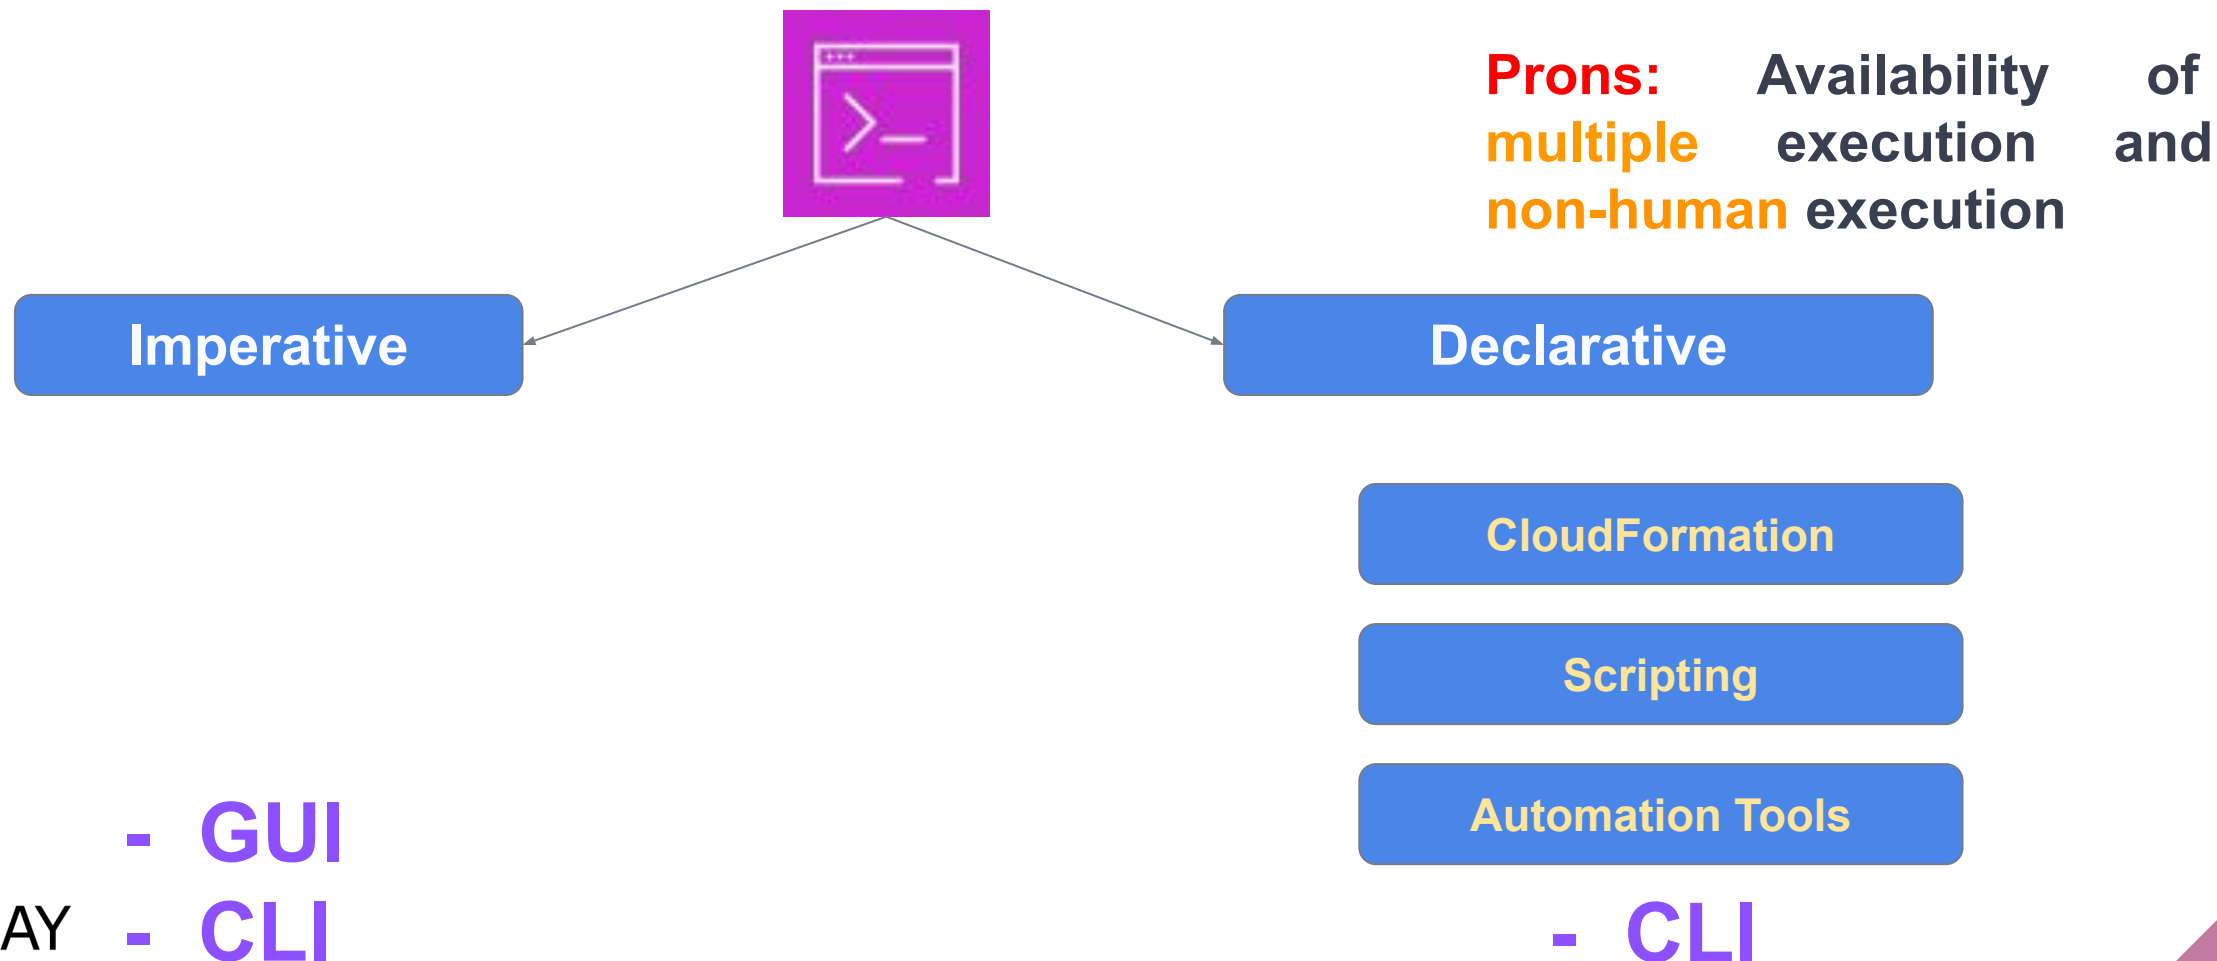 Prons: Availability of
multiple execution and
non-human execution
Imperative
Declarative
CloudFormation
Scripting
Automation Tools
- GUI
AY - CLI
- CLI